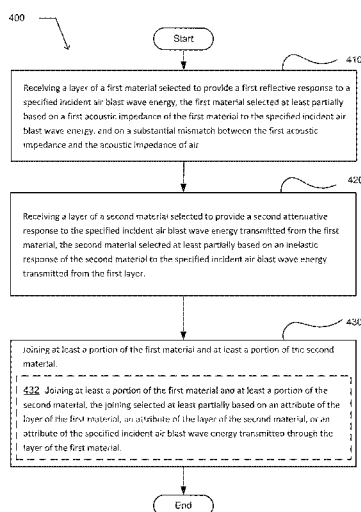 400
Start
410
Receiving a layer of a first material selected to provide a first reflective response to a
specified incident air blast wave energy, the first material selected at least partially
based on a first acoustic impedance of the first material to the specified incident air
blast wave energy, and on a substantial mismatch between the first acoustic
impedance and the acoustic impedance of air
420
Receiving a layer of a second material selected to provide a second attenuative
response to the specified incident air blast wave energy transmitted from the first
material, the second material selected at least partially based on an inelastic
response of the second material to the specified incident air blast wave energy
transmitted from the first layer.
430
Joining at least a portion of the first material and at least a portion of the second
material.
432 Joining at least a portion of the first material and at least a portion of the
second material, the joining selected at least partially based on an attribute of the
layer of the first material, an attribute of the layer of the second material, or an
attribute of the specified incident air blast wave energy transmitted through the
layer of the first material.
End